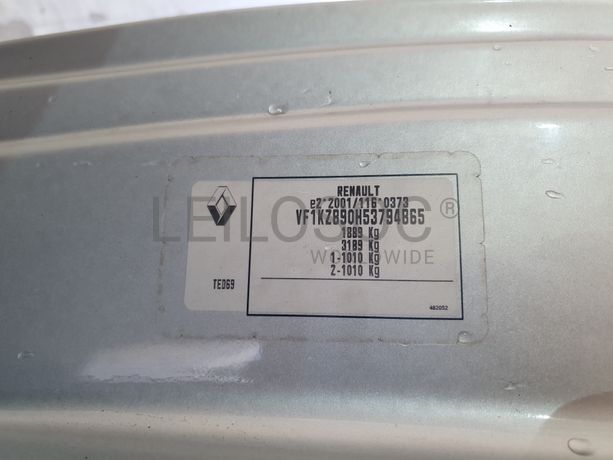 RENAULT
e2*2001/116*0373
VF1KZ890H53794865
1889 Kg
3189 Kg
1-1010 Kg
2-1010 Kg
TED69
482052
LEILOSOC®
WORLDWIDE